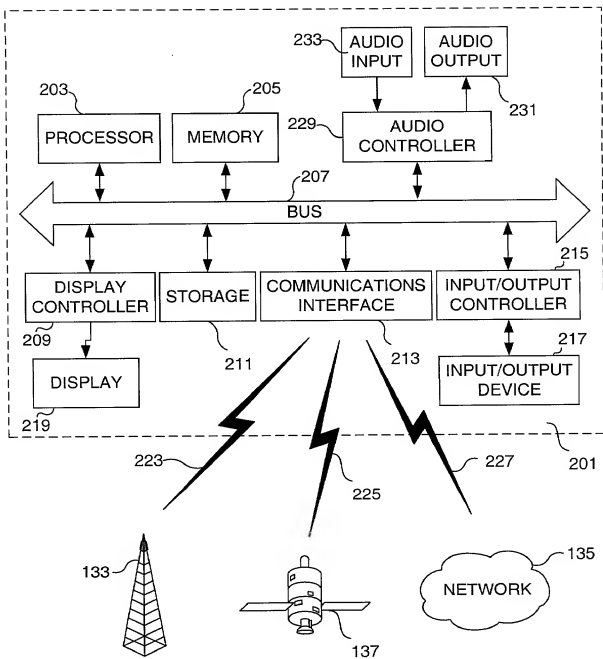 233
AUDIO
INPUT
AUDIO
OUTPUT
231
203
PROCESSOR
205
MEMORY
229
AUDIO
CONTROLLER
207
BUS
DISPLAY
CONTROLLER
209
STORAGE
211
COMMUNICATIONS
INTERFACE
213
215
INPUT/OUTPUT
CONTROLLER
DISPLAY
219
217
INPUT/OUTPUT
DEVICE
201
223
225
227
133
137
135
NETWORK